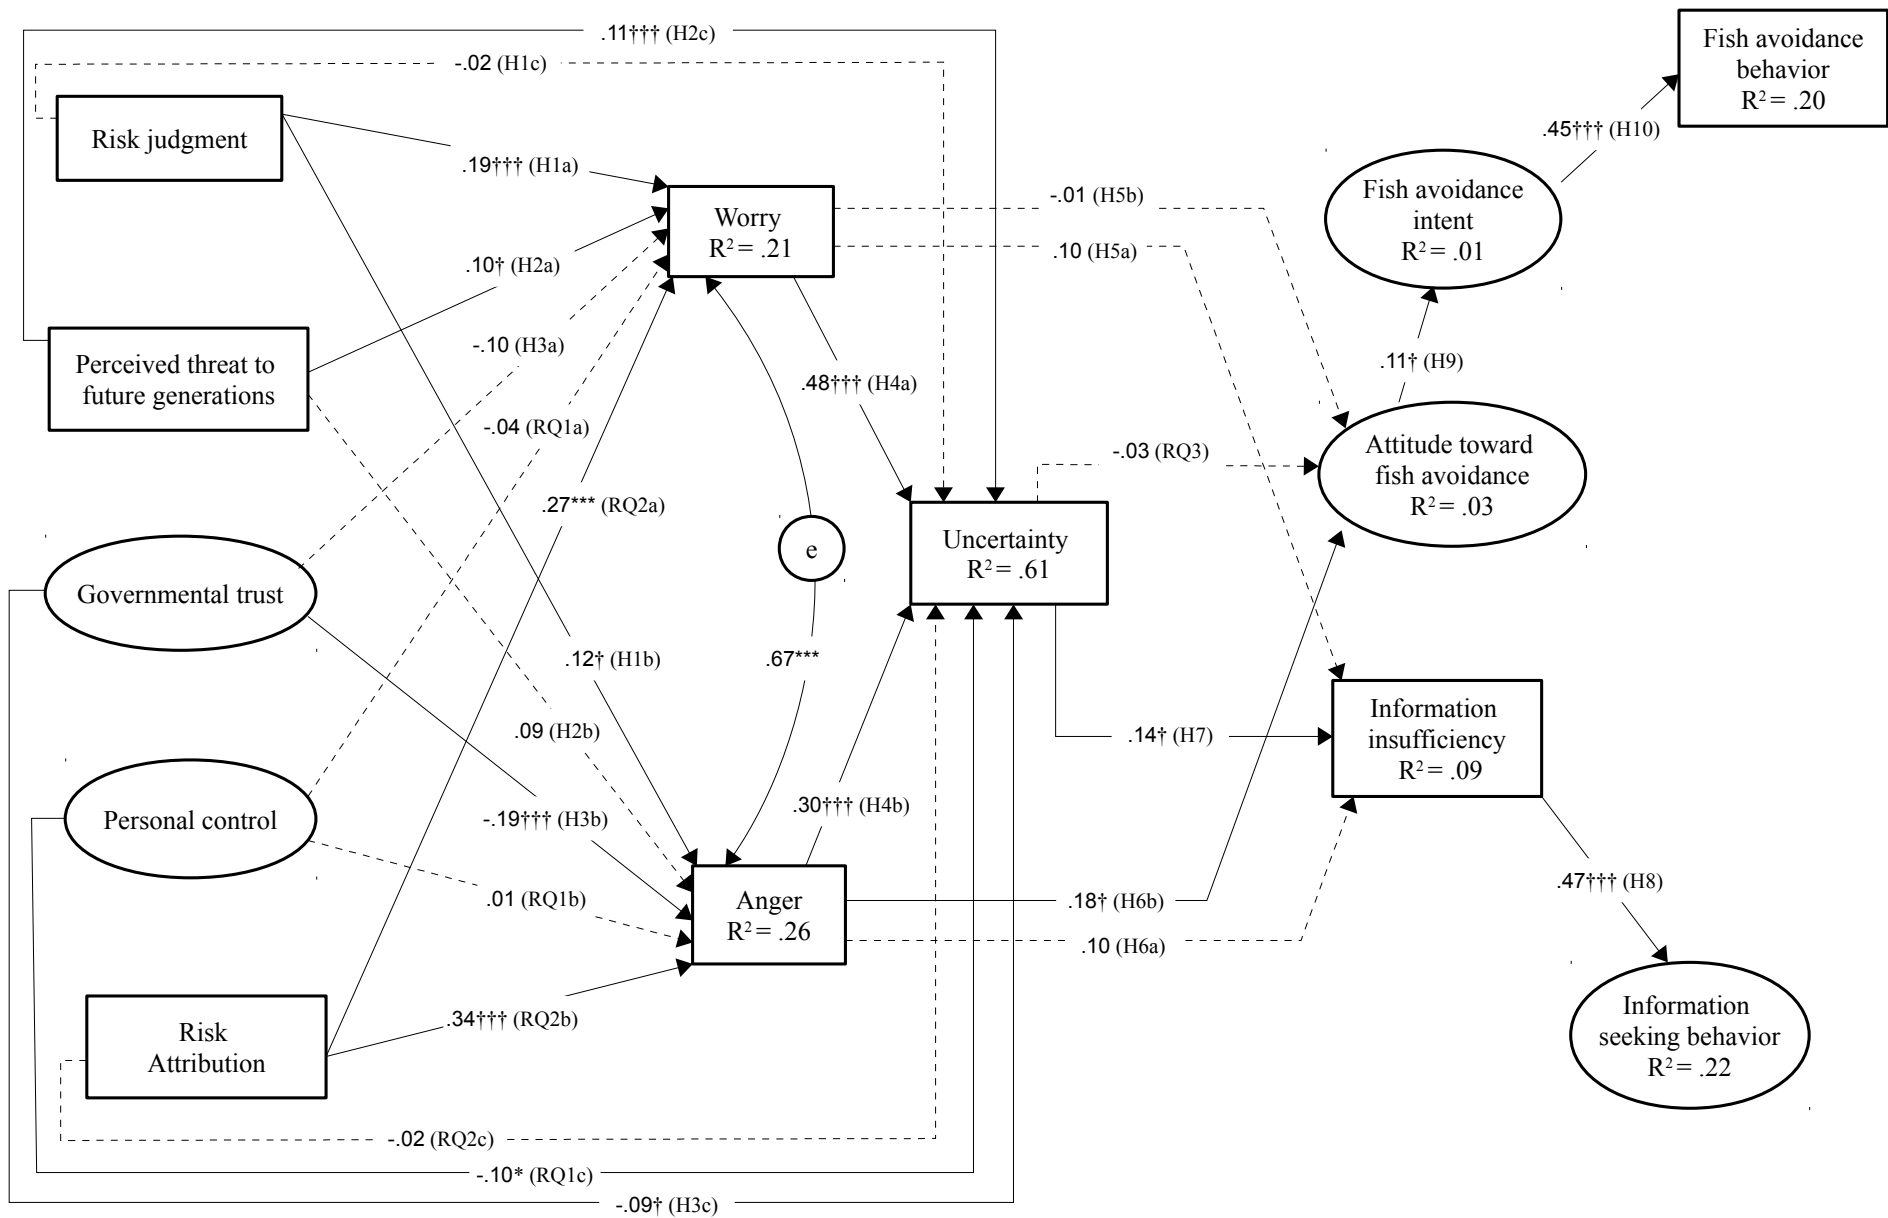 .11††† (H2c)
-.02 (H1c)
Fish avoidance
behavior
R² = .20
Risk judgment
.45††† (H10)
.19††† (H1a)
Worry
R² = .21
-.01 (H5b)
.10 (H5a)
Fish avoidance
intent
R² = .01
.10† (H2a)
Perceived threat to
future generations
-.10 (H3a)
.48††† (H4a)
.11† (H9)
-.04 (RQ1a)
-.03 (RQ3)
Attitude toward
fish avoidance
R² = .03
.27*** (RQ2a)
e
Uncertainty
R² = .61
Governmental trust
.12† (H1b)
.67***
.09 (H2b)
.14† (H7)
Information
insufficiency
R² = .09
Personal control
-.19††† (H3b)
.30††† (H4b)
.01 (RQ1b)
Anger
R² = .26
.18† (H6b)
.10 (H6a)
.47††† (H8)
Risk
Attribution
.34††† (RQ2b)
Information
seeking behavior
R² = .22
-.02 (RQ2c)
-.10* (RQ1c)
-.09† (H3c)